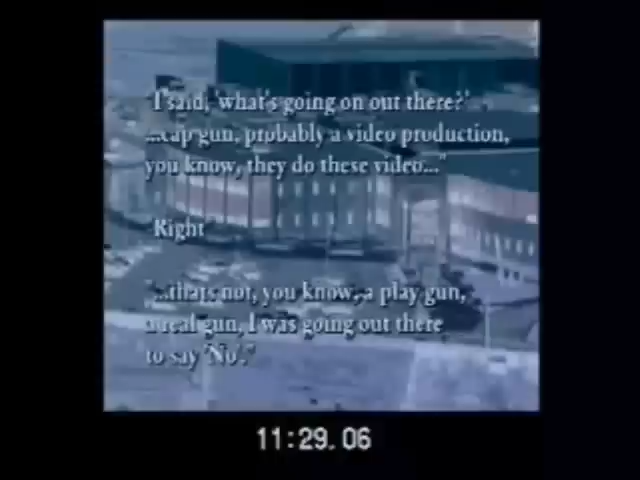 "I said, 'what's going on out there?'
...cap gun, probably a video production,
you know, they do these video..."
Right
"...thats not, you know, a play gun,
a real gun, I was going out there
to say 'No'."
11:29.06